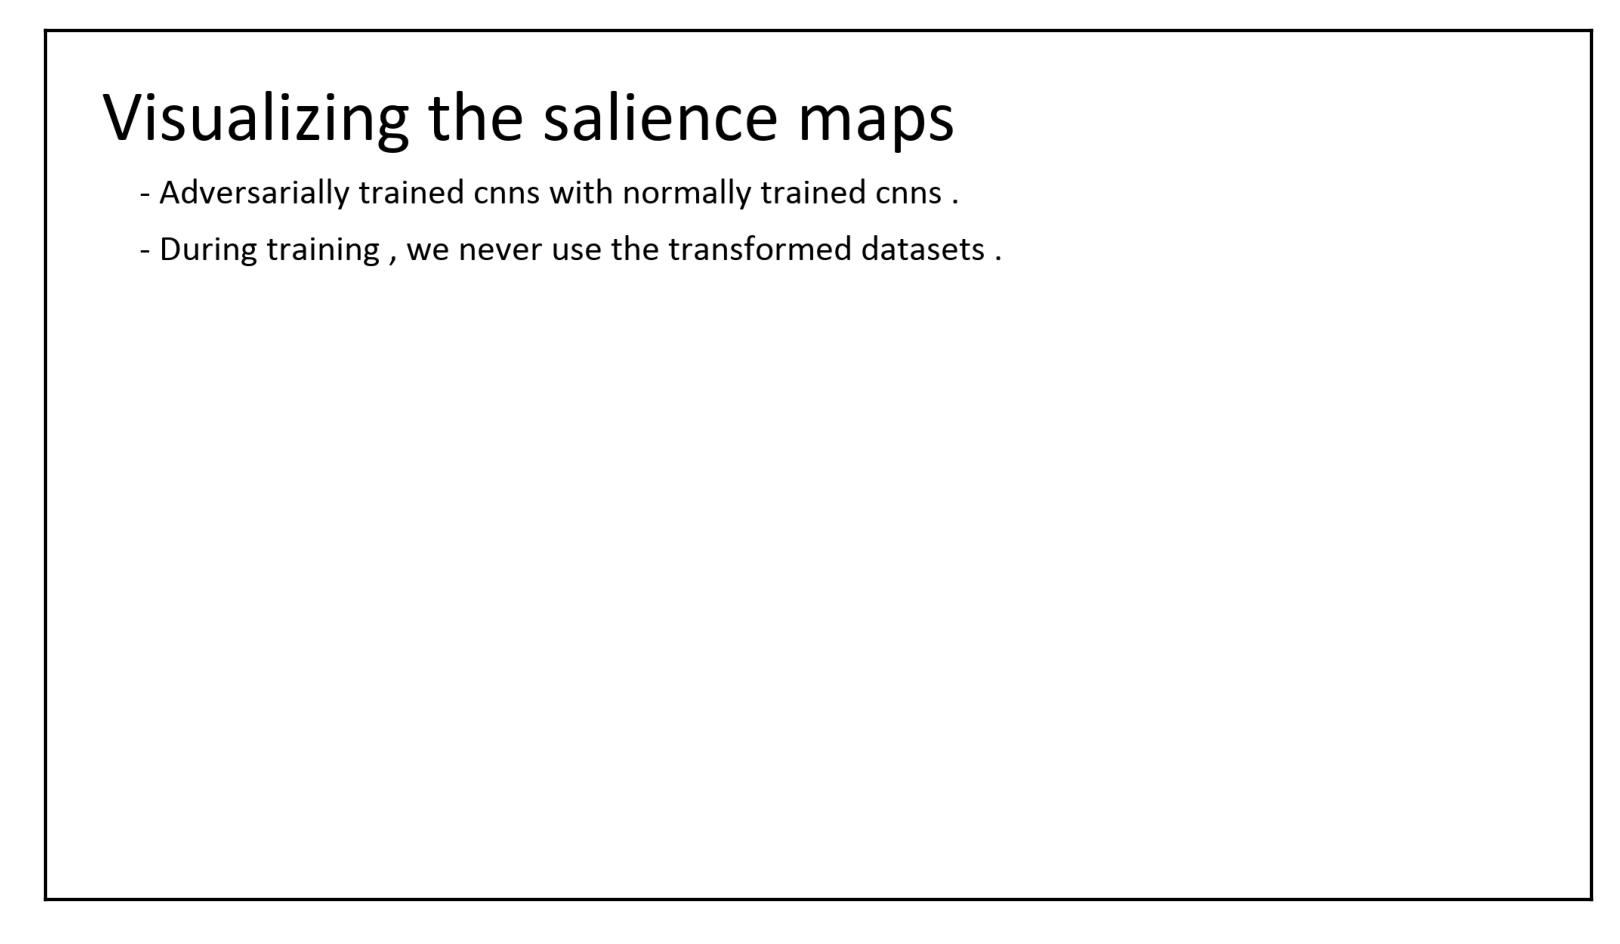 Visualizing the salience maps
- Adversarially trained cnns with normally trained cnns .
- During training , we never use the transformed datasets .